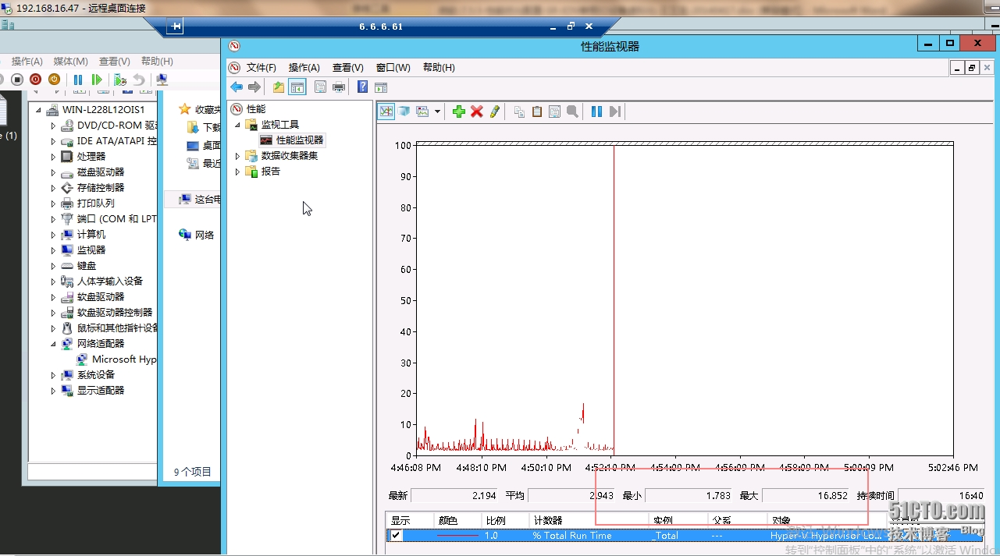 192.168.16.47 - 远程桌面连接
6.6.6.61
操作(A) 媒体(M) 查看(V) 帮助(H)
e (1)
WIN-L228L12OIS1
DVD/CD-ROM 驱
IDE ATA/ATAPI 控
处理器
磁盘驱动器
存储控制器
打印队列
端口 (COM 和 LPT
计算机
监视器
键盘
人体学输入设备
软盘驱动器
软盘驱动器控制器
鼠标和其他指针设备
网络适配器
Microsoft Hyp
系统设备
显示适配器
收藏夹
下载
桌面
最近
这台电
网络
9 个项目
性能监视器
文件(F) 操作(A) 查看(V) 窗口(W) 帮助(H)
性能
监视工具
性能监视器
数据收集器集
报告
100
90
80
70
60
50
40
30
20
10
0
4:46:08 PM 4:48:10 PM 4:50:10 PM 4:52:10 PM 4:54:00 PM 4:56:00 PM 4:58:09 PM 5:00:09 PM 5:02:46 PM
最新 2.194 平均 2.943 最小 1.783 最大 16.852 持续时间 16:40
显示 颜色 比例 计数器 实例 父系 对象
1.0 % Total Run Time _Total --- Hyper-V Hypervisor Lo...
51CTO.com
技术博客 Blog
激活 Windows
转到"控制面板"中的"系统"以激活 Windo